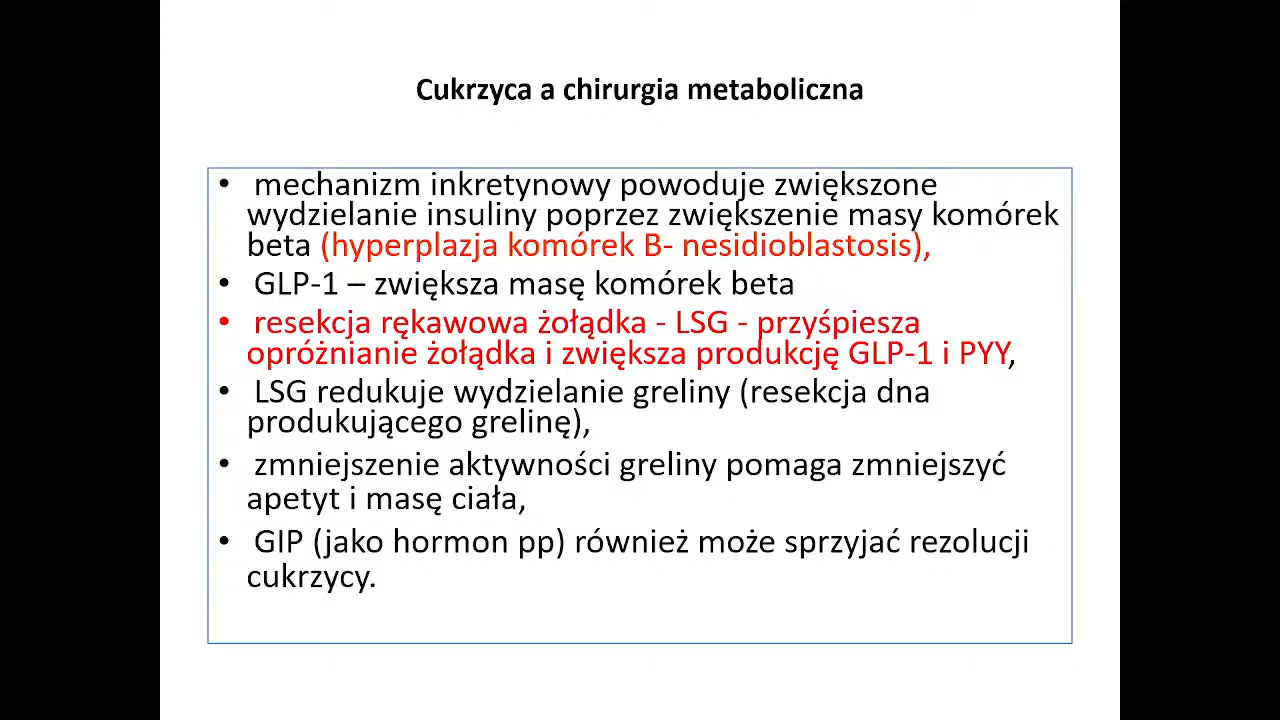 Cukrzyca a chirurgia metaboliczna
• mechanizm inkretynowy powoduje zwiększone
wydzielanie insuliny poprzez zwiększenie masy komórek
beta (hyperplazja komórek B- nesidioblastosis),
• GLP-1 – zwiększa masę komórek beta
• resekcja rękawowa żołądka - LSG - przyśpiesza
opróżnianie żołądka i zwiększa produkcję GLP-1 i PYY,
• LSG redukuje wydzielanie greliny (resekcja dna
produkującego grelinę),
• zmniejszenie aktywności greliny pomaga zmniejszyć
apetyt i masę ciała,
• GIP (jako hormon pp) również może sprzyjać rezolucji
cukrzycy.